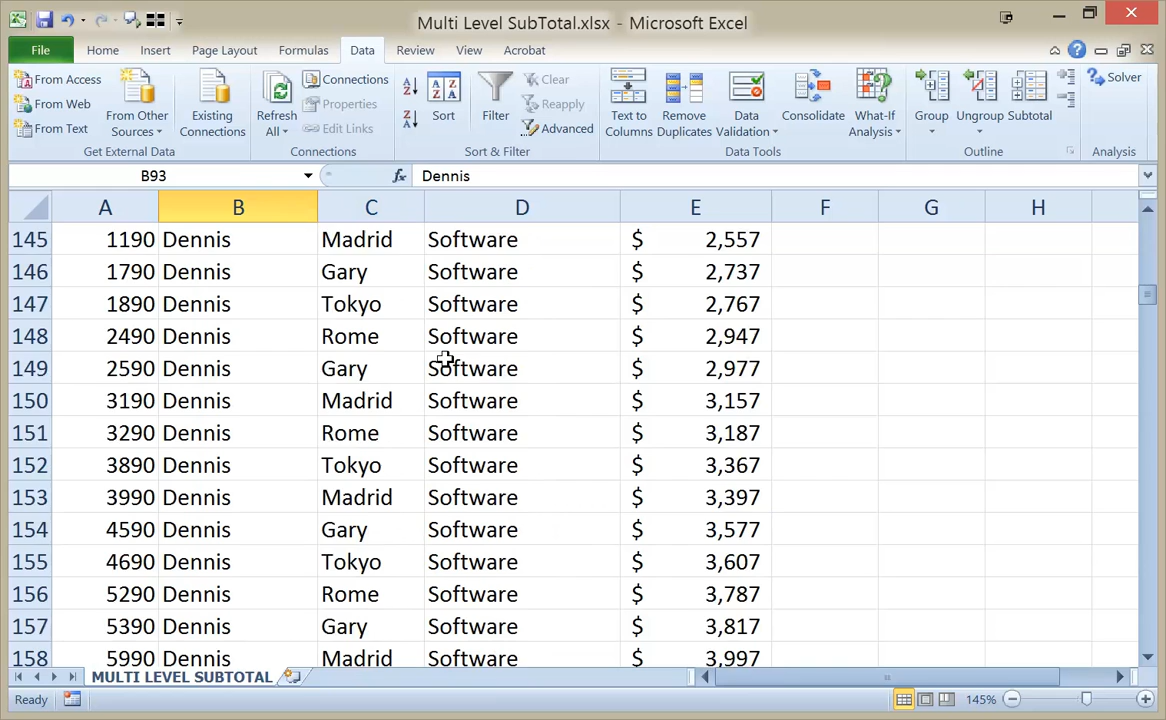 Multi Level SubTotal.xlsx - Microsoft Excel
File Home Insert Page Layout Formulas Data Review View Acrobat
From Access
From Web
From Text
From Other Sources
Existing Connections
Get External Data
Refresh All
Connections
Properties
Edit Links
Connections
Sort
Filter
Clear
Reapply
Advanced
Sort & Filter
Text to Columns
Remove Duplicates
Data Validation
Consolidate
What-If Analysis
Data Tools
Group
Ungroup
Subtotal
Outline
Solver
Analysis
B93 fx Dennis
A B C D E F G H
145 1190 Dennis Madrid Software $ 2,557
146 1790 Dennis Gary Software $ 2,737
147 1890 Dennis Tokyo Software $ 2,767
148 2490 Dennis Rome Software $ 2,947
149 2590 Dennis Gary Software $ 2,977
150 3190 Dennis Madrid Software $ 3,157
151 3290 Dennis Rome Software $ 3,187
152 3890 Dennis Tokyo Software $ 3,367
153 3990 Dennis Madrid Software $ 3,397
154 4590 Dennis Gary Software $ 3,577
155 4690 Dennis Tokyo Software $ 3,607
156 5290 Dennis Rome Software $ 3,787
157 5390 Dennis Gary Software $ 3,817
158 5990 Dennis Madrid Software $ 3,997
MULTI LEVEL SUBTOTAL
Ready 145%